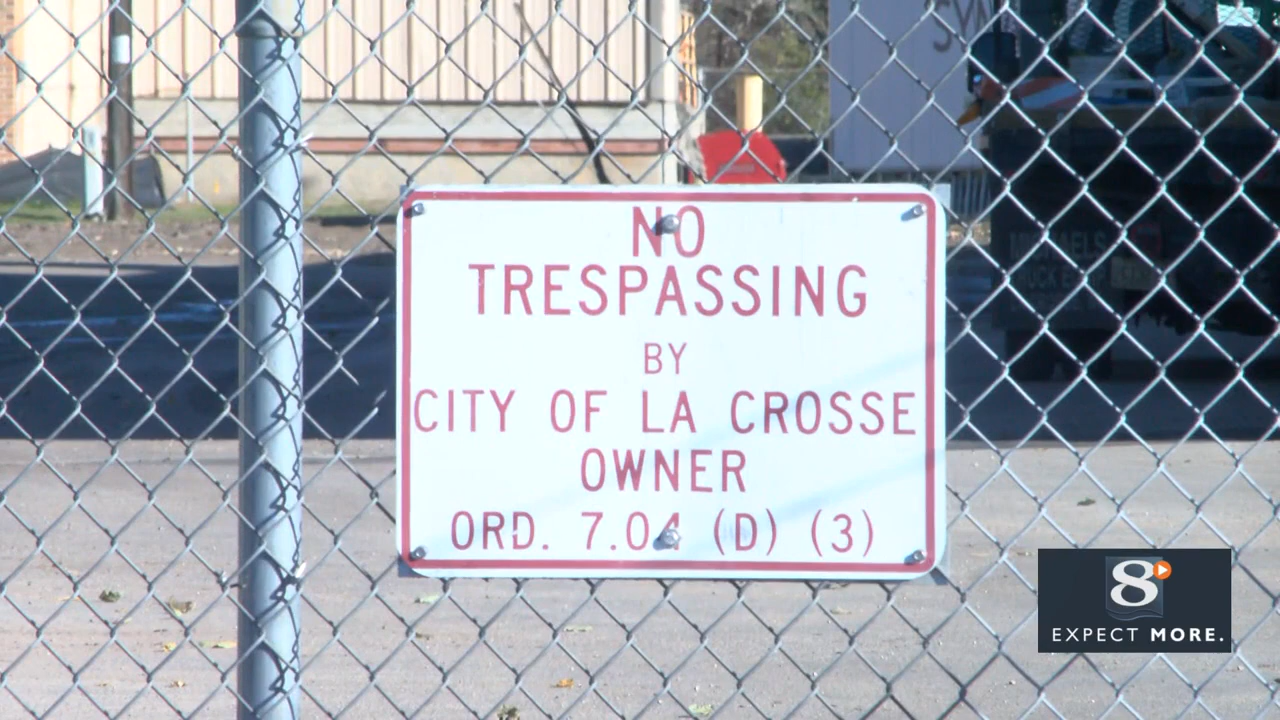 NO
TRESPASSING
BY
CITY OF LA CROSSE
OWNER
ORD. 7.04 (D) (3)
8
EXPECT MORE.